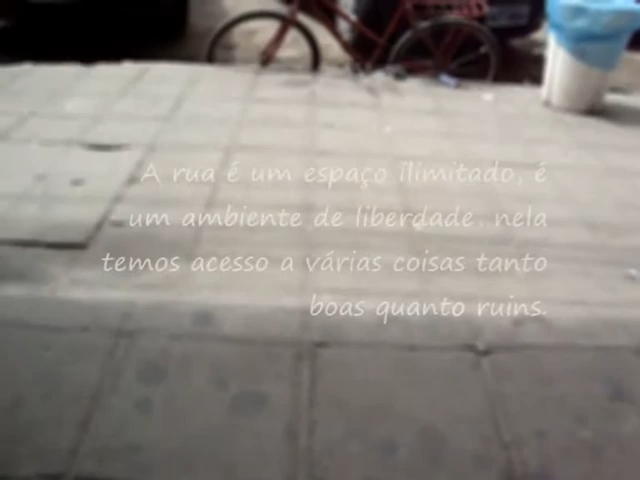 A rua é um espaço ilimitado, é
um ambiente de liberdade. nela
temos acesso a várias coisas tanto
boas quanto ruins.